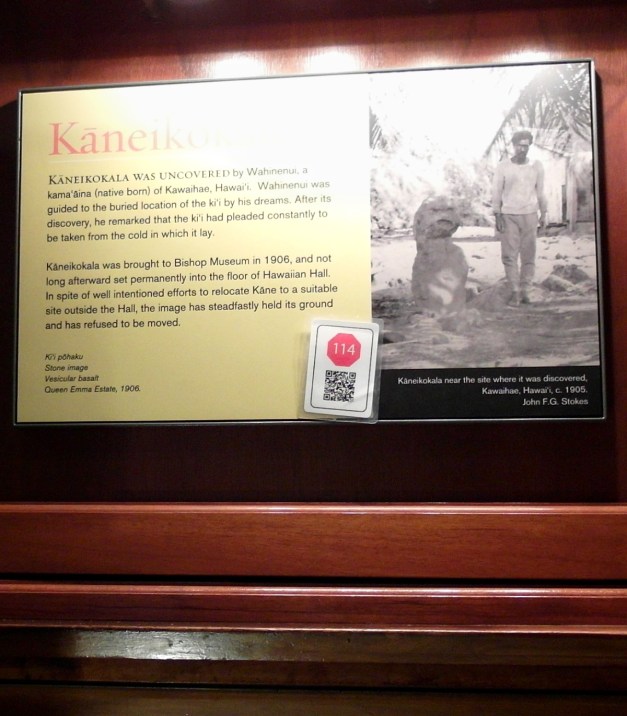 Kāneikokala
KĀNEIKOKALA WAS UNCOVERED by Wahinenui, a
kama'āina (native born) of Kawaihae, Hawai'i. Wahinenui was
guided to the buried location of the ki'i by his dreams. After its
discovery, he remarked that the ki'i had pleaded constantly to
be taken from the cold in which it lay.
Kāneikokala was brought to Bishop Museum in 1906, and not
long afterward set permanently into the floor of Hawaiian Hall.
In spite of well intentioned efforts to relocate Kāne to a suitable
site outside the Hall, the image has steadfastly held its ground
and has refused to be moved.
Ki'i pōhaku
Stone image
Vesicular basalt
Queen Emma Estate, 1906.
114
Kāneikokala near the site where it was discovered,
Kawaihae, Hawai'i, c. 1905.
John F.G. Stokes